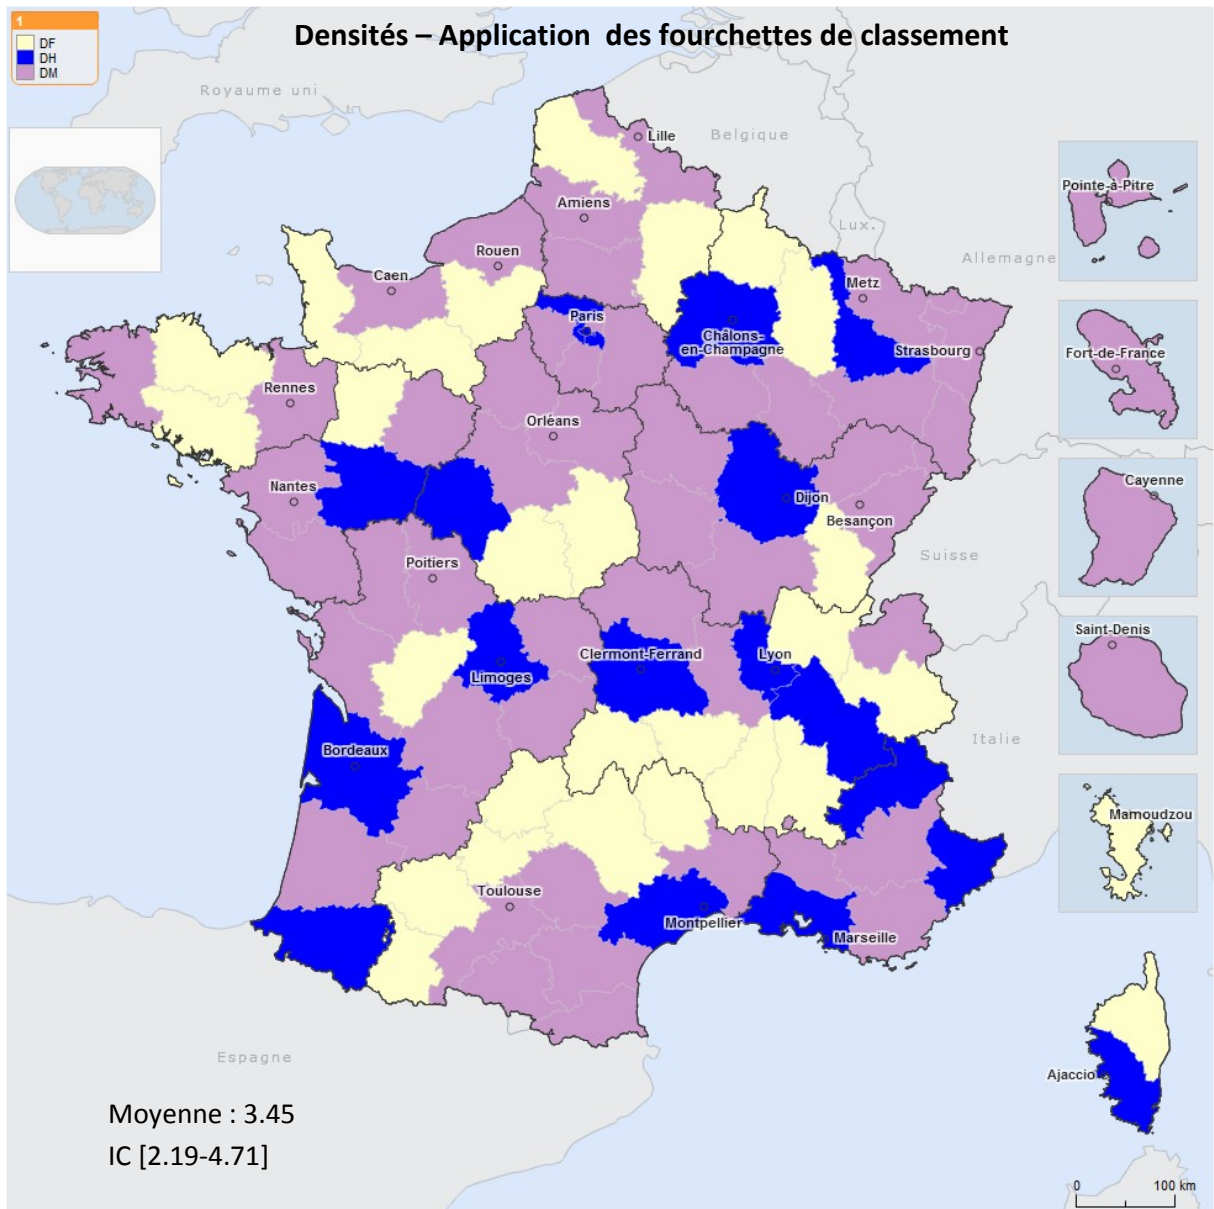 Densités – Application des fourchettes de classement
1
DF
DH
DM
Royaume uni
Belgique
Lux.
Allemagne
Suisse
Italie
Espagne
Lille
Amiens
Rouen
Caen
Metz
Paris
Châlons-
en-Champagne
Strasbourg
Rennes
Orléans
Nantes
Dijon
Besançon
Poitiers
Limoges
Clermont-Ferrand
Lyon
Bordeaux
Toulouse
Montpellier
Marseille
Ajaccio
Pointe-à-Pitre
Fort-de-France
Cayenne
Saint-Denis
Mamoudzou
Moyenne : 3.45
IC [2.19-4.71]
0 100 km